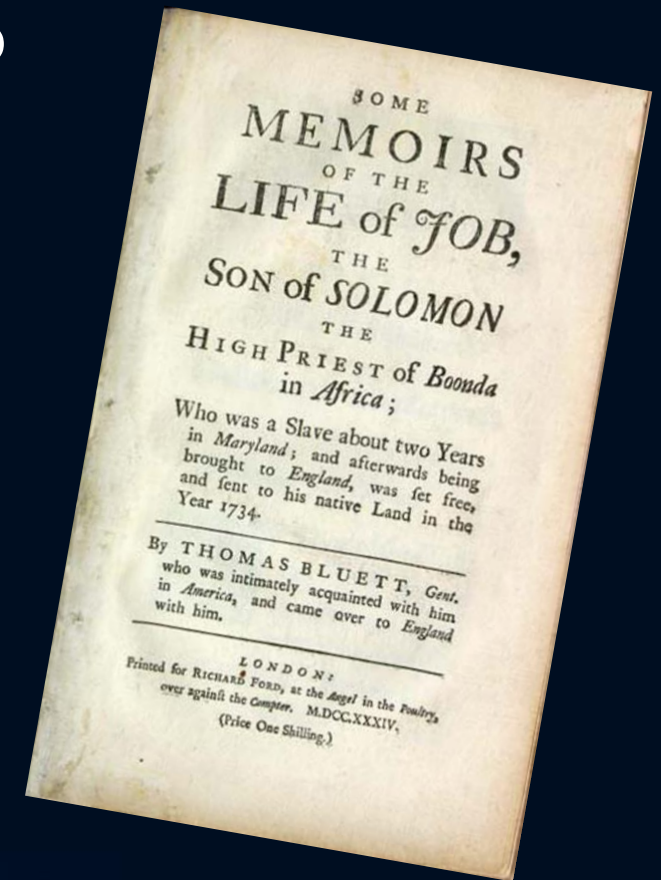 SOME
MEMOIRS
OF THE
LIFE of JOB,
THE
SON of SOLOMON
THE
HIGH PRIEST of Boonda
in Africa;
Who was a Slave about two Years
in Maryland; and afterwards being
brought to England, was ſet free,
and ſent to his native Land in the
Year 1734.
By THOMAS BLUETT, Gent.
who was intimately acquainted with him
in America, and came over to England
with him.
LONDON:
Printed for RICHARD FORD, at the Angel in the Poultry,
over againſt the Compter. M.DCC.XXXIV.
(Price One Shilling.)